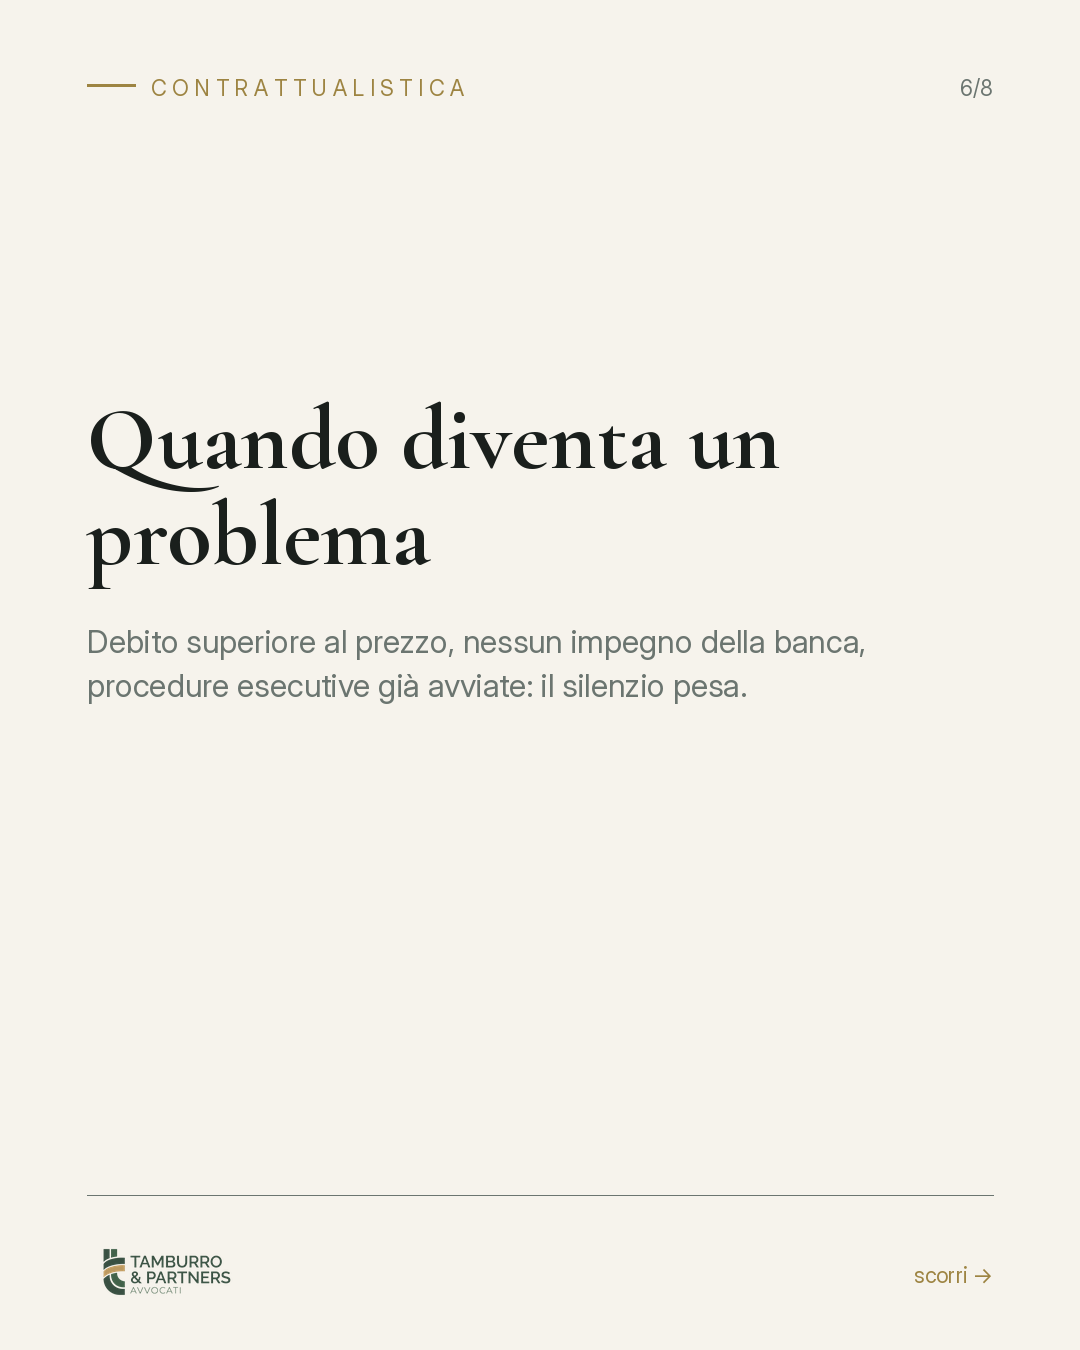 CONTRATTUALISTICA
6/8
Quando diventa un
problema
Debito superiore al prezzo, nessun impegno della banca,
procedure esecutive già avviate: il silenzio pesa.
TAMBURRO
& PARTNERS
AVVOCATI
scorri →